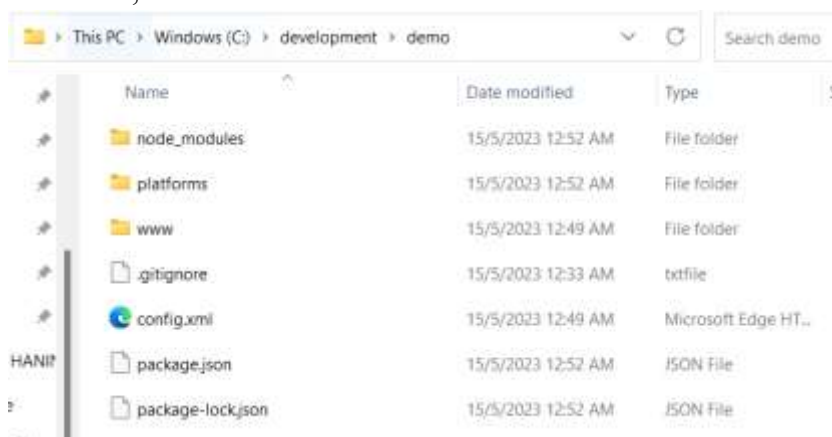 This PC > Windows (C:) > development > demo
Search demo
Name Date modified Type
node_modules 15/5/2023 12:52 AM File folder
platforms 15/5/2023 12:52 AM File folder
www 15/5/2023 12:49 AM File folder
.gitignore 15/5/2023 12:33 AM txtfile
config.xml 15/5/2023 12:49 AM Microsoft Edge HT...
HANIF
package.json 15/5/2023 12:52 AM JSON File
package-lock.json 15/5/2023 12:52 AM JSON File